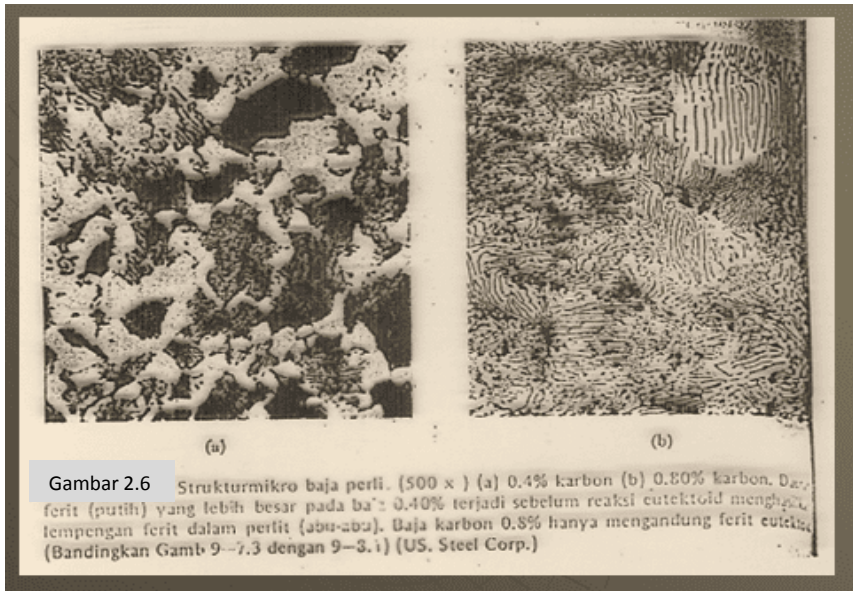 (a)
(b)
Gambar 2.6
Strukturmikro baja perli. (500 x) (a) 0.4% karbon (b) 0.80% karbon.
ferit (putih) yang lebih besar pada 0.40% terjadi sebelum reaksi eutektoid
lempengan ferit dalam perlit (abu-abu). Baja karbon 0.8% hanya mengandung ferit
(Bandingkan Gamb 9-7.3 dengan 9-8.1) (US. Steel Corp.)